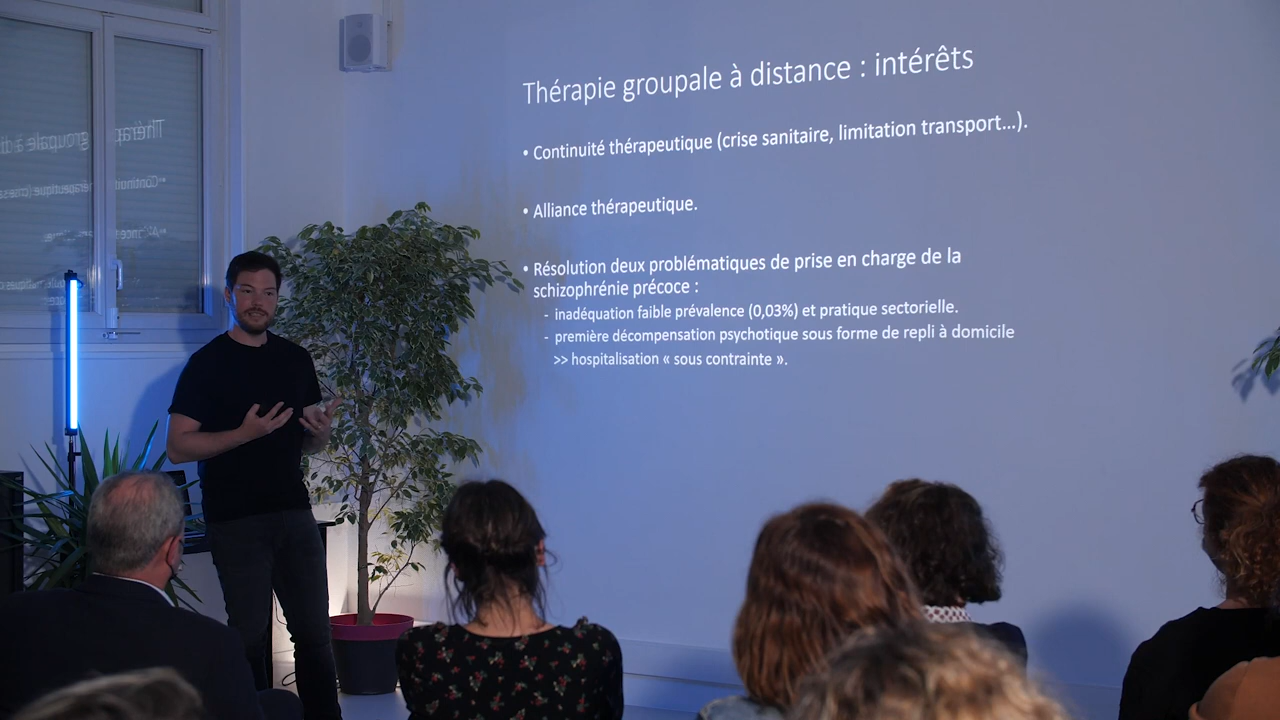 Thérapie groupale à distance : intérêts
• Continuité thérapeutique (crise sanitaire, limitation transport...).
• Alliance thérapeutique.
• Résolution deux problématiques de prise en charge de la
schizophrénie précoce :
- inadéquation faible prévalence (0,03%) et pratique sectorielle.
- première décompensation psychotique sous forme de repli à domicile
>> hospitalisation « sous contrainte ».